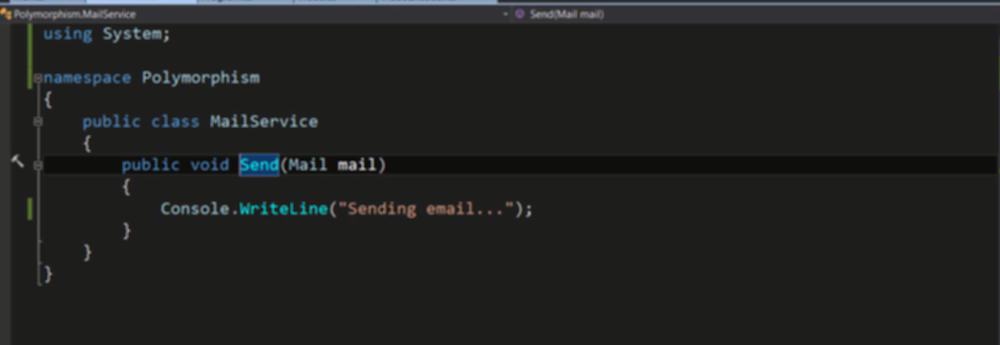 Polymorphism.MailService
Send(Mail mail)
using System;
namespace Polymorphism
{
public class MailService
{
public void Send(Mail mail)
{
Console.WriteLine("Sending email...");
}
}
}